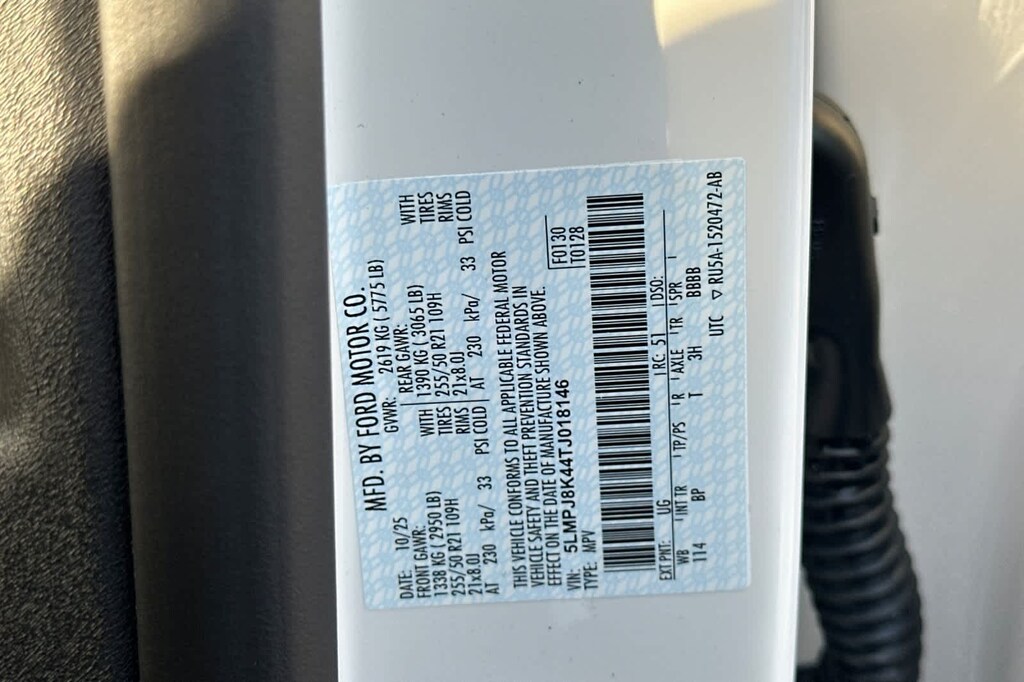 MFD. BY FORD MOTOR CO.
DATE: 10/25 GVWR: 2619 KG ( 5775 LB)
FRONT GAWR: REAR GAWR:
1338 KG ( 2950 LB) WITH 1390 KG ( 3065 LB) WITH
255/50 R21 109H TIRES 255/50 R21 109H TIRES
21x8.0J RIMS 21x8.0J RIMS
AT 230 kPa/ 33 PSI COLD AT 230 kPa/ 33 PSI COLD
THIS VEHICLE CONFORMS TO ALL APPLICABLE FEDERAL MOTOR
VEHICLE SAFETY AND THEFT PREVENTION STANDARDS IN
EFFECT ON THE DATE OF MANUFACTURE SHOWN ABOVE.
VIN: 5LMPJ8K44TJ018146 F0130
TYPE: MPV T0128
EXT PNT: UG RC: 51 DSO:
WB INT TR TP/PS R AXLE TR SPR
114 BP T 3H BBBB
UTC ▽ RU5A-1520472-AB